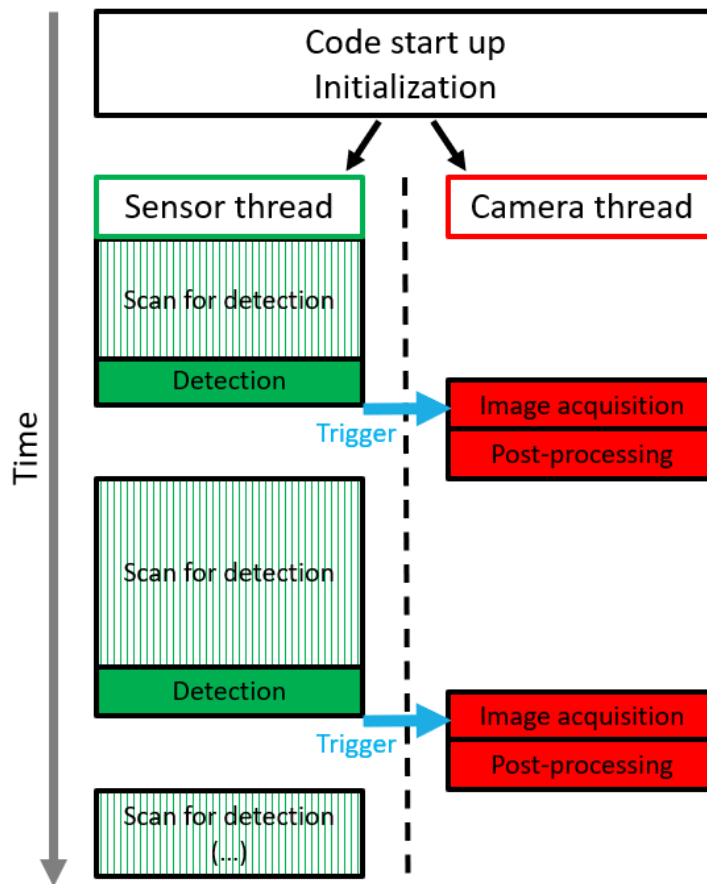 Code start up
Initialization
Sensor thread
Camera thread
Scan for detection
Detection
Trigger
Image acquisition
Post-processing
Time
Scan for detection
Detection
Trigger
Image acquisition
Post-processing
Scan for detection
(...)